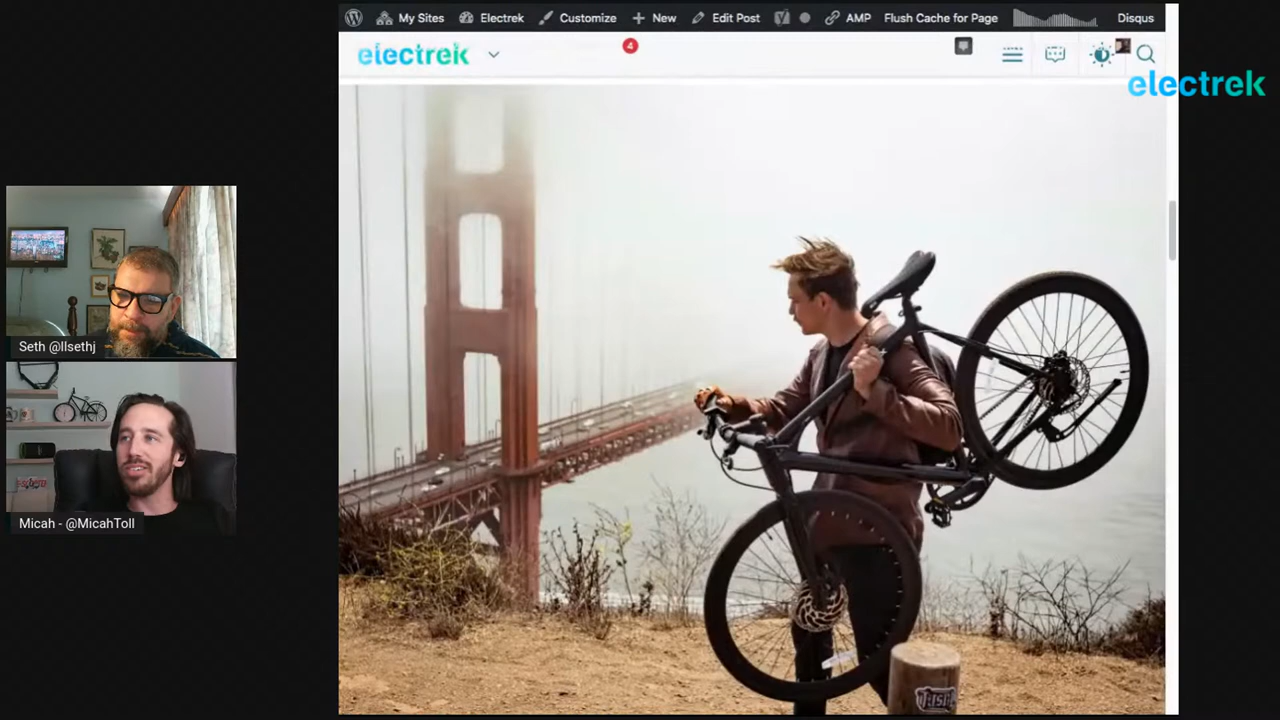 My Sites Electrek Customize New Edit Post AMP Flush Cache for Page Disqus
electrek
4
electrek
Seth @llsethj
Micah - @MicahToll